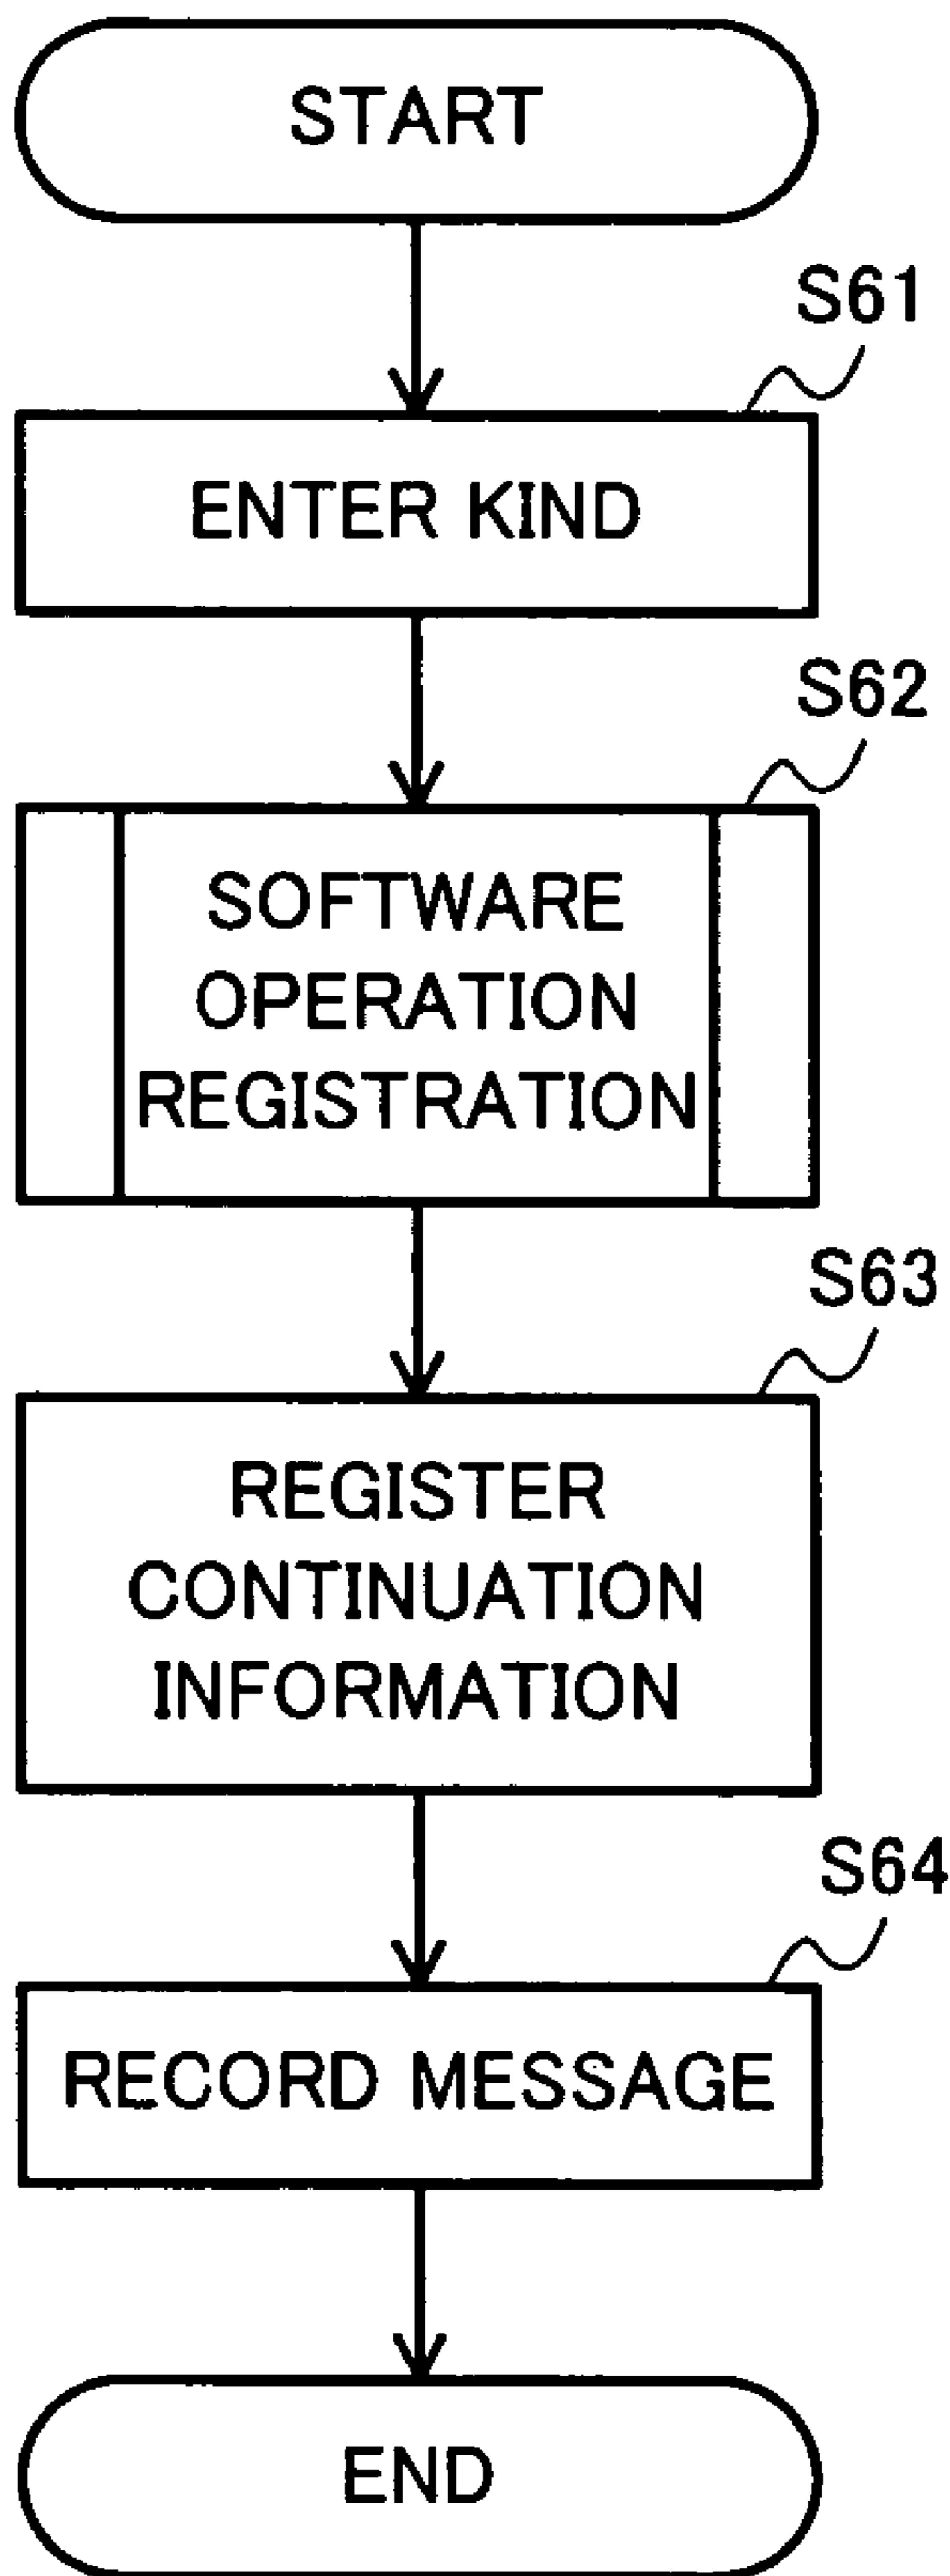 START
S61
ENTER KIND
S62
SOFTWARE
OPERATION
REGISTRATION
S63
REGISTER
CONTINUATION
INFORMATION
S64
RECORD MESSAGE
END